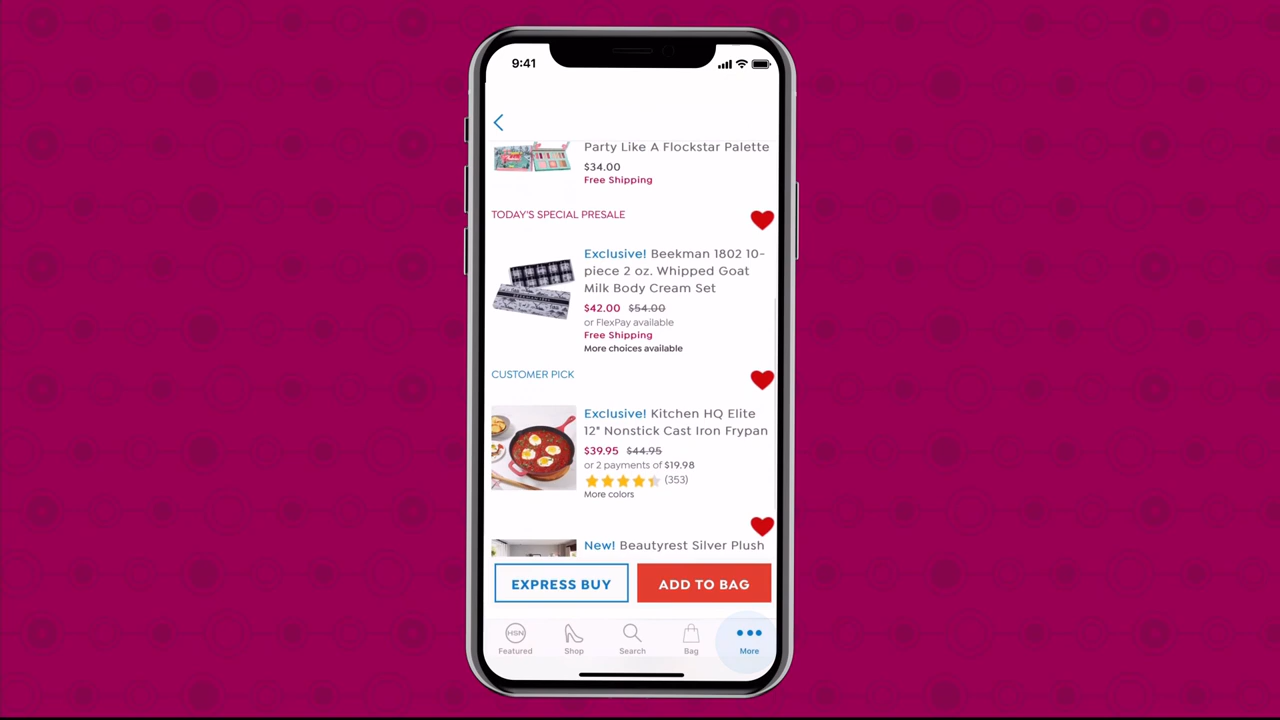 9:41
Party Like A Flockstar Palette
$34.00
Free Shipping
TODAY'S SPECIAL PRESALE
Exclusive! Beekman 1802 10-
piece 2 oz. Whipped Goat
Milk Body Cream Set
$42.00 $54.00
or FlexPay available
Free Shipping
More choices available
CUSTOMER PICK
Exclusive! Kitchen HQ Elite
12" Nonstick Cast Iron Frypan
$39.95 $44.95
or 2 payments of $19.98
(353)
More colors
New! Beautyrest Silver Plush
EXPRESS BUY ADD TO BAG
HSN
Featured Shop Search Bag More